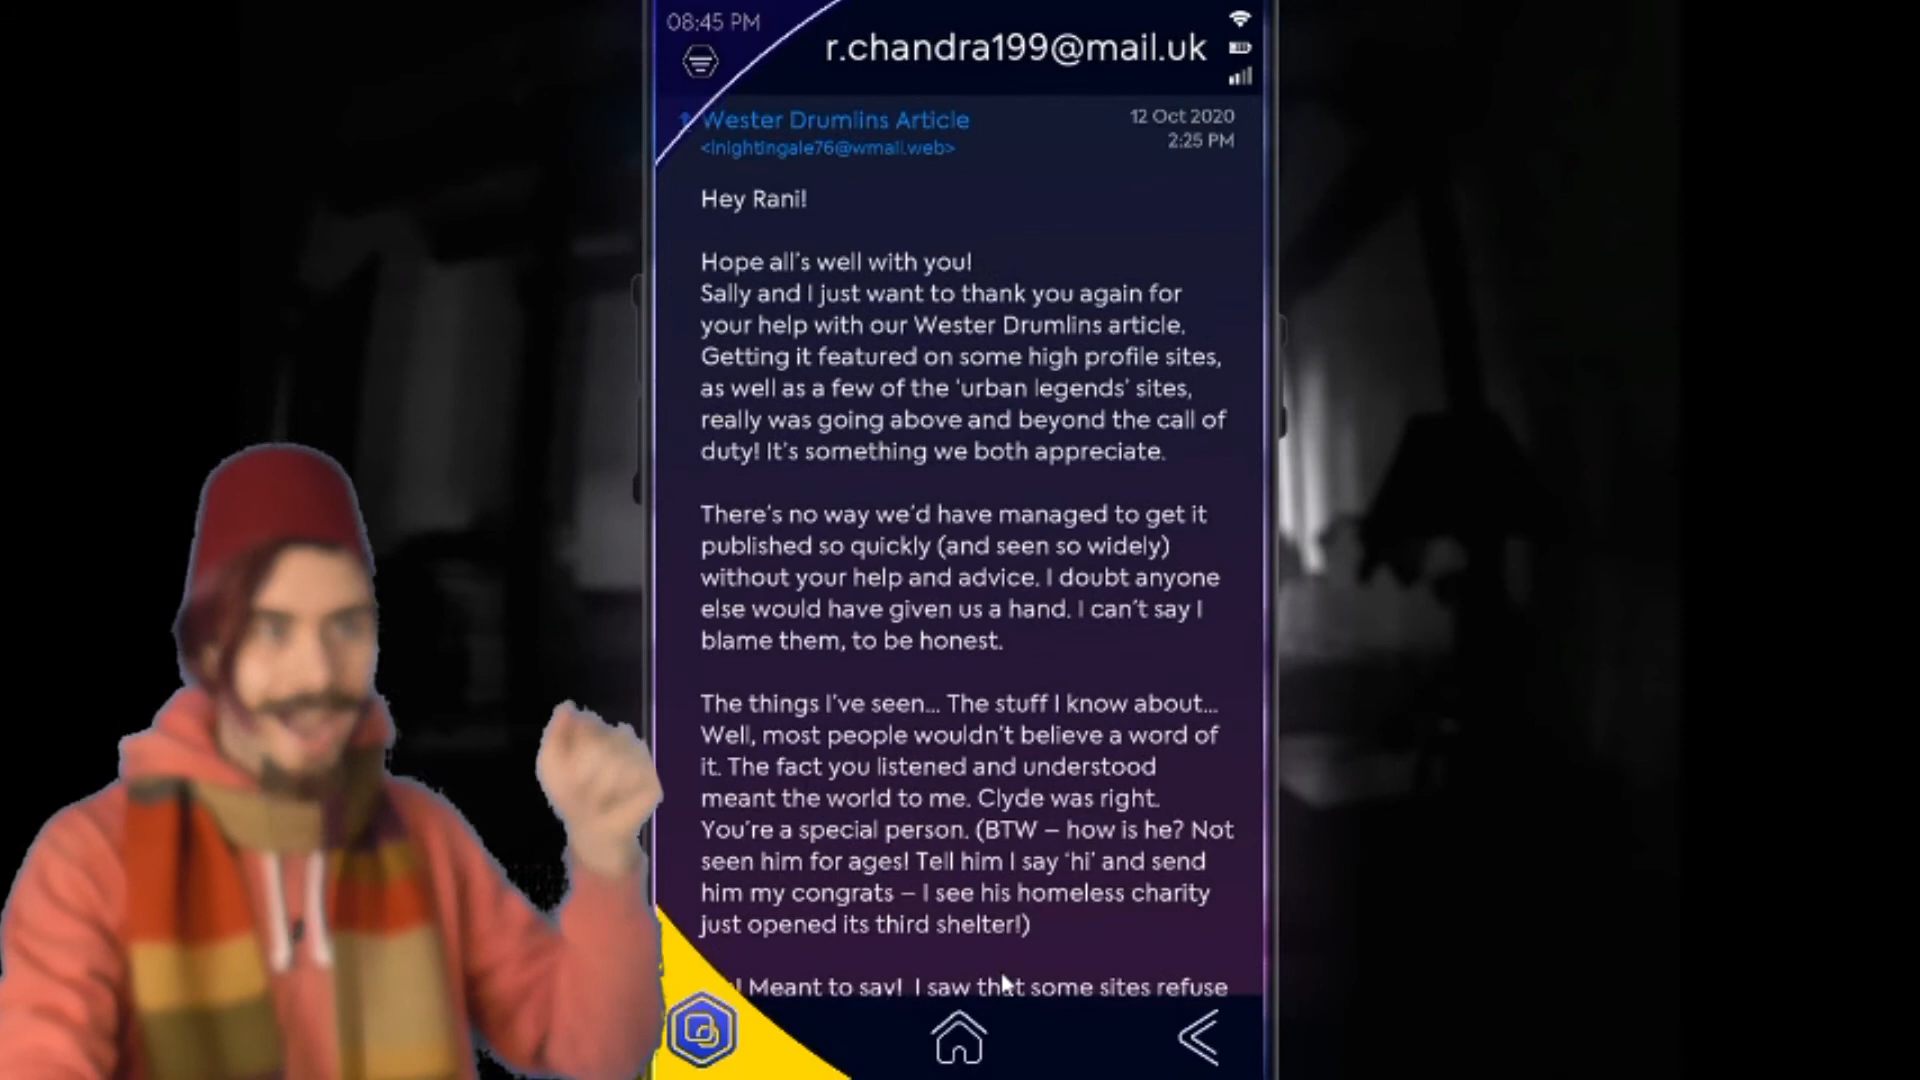 08:45 PM
r.chandra199@mail.uk
Wester Drumlins Article
12 Oct 2020
<lnightingale76@wmail.web>
2:25 PM
Hey Rani!
Hope all's well with you!
Sally and I just want to thank you again for
your help with our Wester Drumlins article.
Getting it featured on some high profile sites,
as well as a few of the ‘urban legends’ sites,
really was going above and beyond the call of
duty! It's something we both appreciate.
There's no way we'd have managed to get it
published so quickly (and seen so widely)
without your help and advice. I doubt anyone
else would have given us a hand. I can't say I
blame them, to be honest.
The things I've seen... The stuff I know about...
Well, most people wouldn't believe a word of
it. The fact you listened and understood
meant the world to me. Clyde was right.
You're a special person. (BTW – how is he? Not
seen him for ages! Tell him I say ‘hi’ and send
him my congrats – I see his homeless charity
just opened its third shelter!)
Meant to say! I saw that some sites refuse